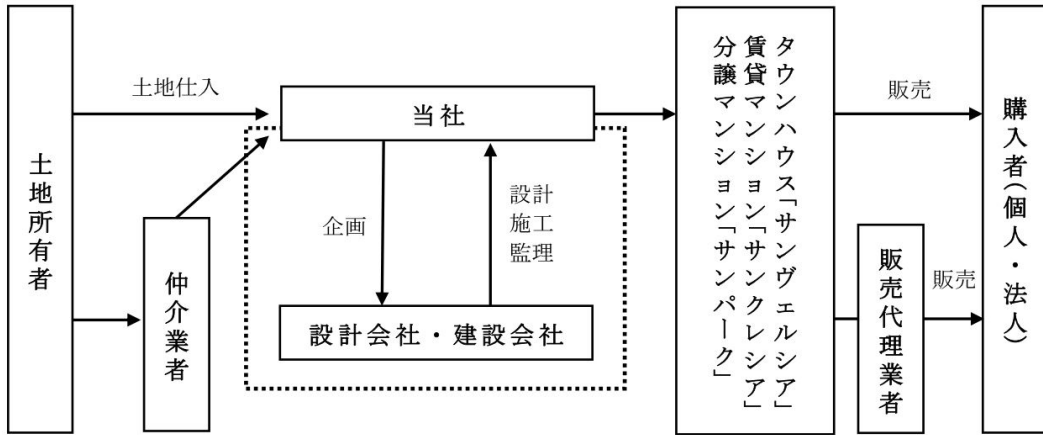 土地所有者
土地仕入
仲介業者
当社
企画
設計
施工
監理
設計会社・建設会社
分譲マンション「サンパーク」
賃貸マンション「サンクレシア」
タウンハウス「サンヴェルシア」
販売
販売代理業者
販売
購入者(個人・法人)